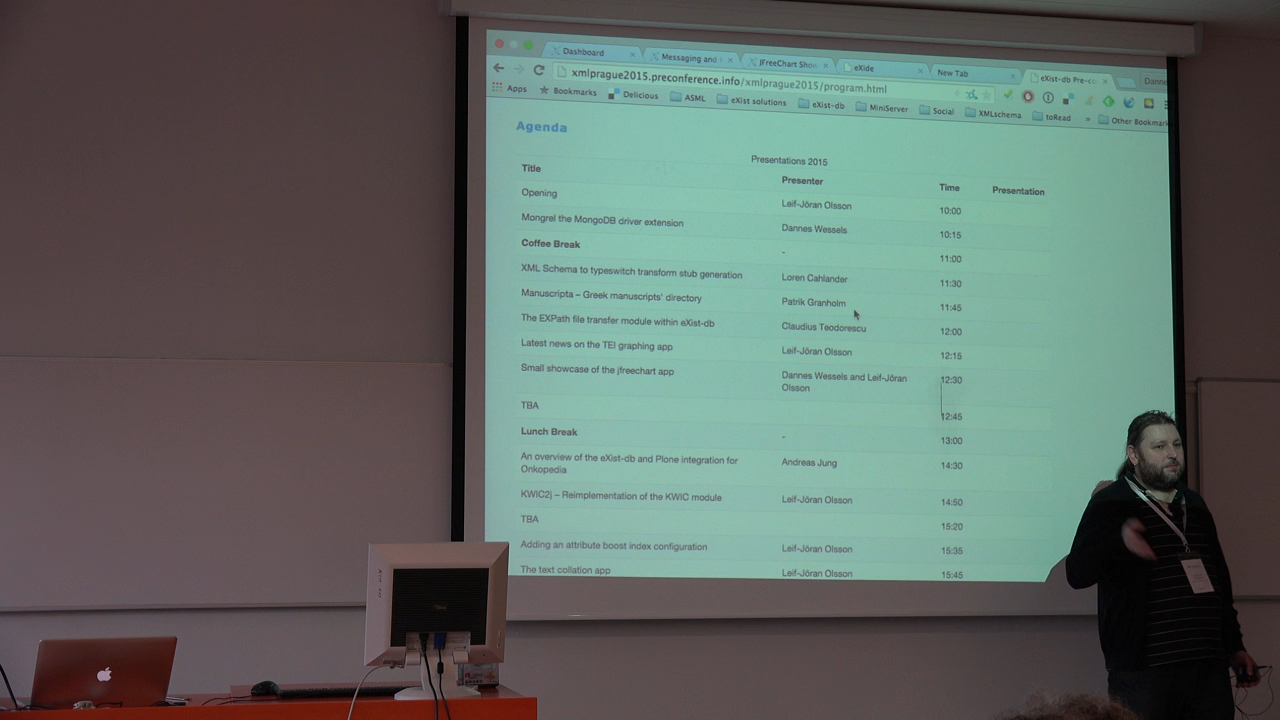 Dashboard
Messaging and
JFreeChart Show
eXide
New Tab
eXist-db Pre-co
Danne
xmlprague2015.preconference.info/xmlprague2015/program.html
Apps Bookmarks Delicious ASML eXist solutions eXist-db MiniServer Social XMLschema toRead » Other Bookmark
Agenda
Presentations 2015
Title Presenter Time Presentation
Opening Leif-Jöran Olsson 10:00
Mongrel the MongoDB driver extension Dannes Wessels 10:15
Coffee Break - 11:00
XML Schema to typeswitch transform stub generation Loren Cahlander 11:30
Manuscripta – Greek manuscripts' directory Patrik Granholm 11:45
The EXPath file transfer module within eXist-db Claudius Teodorescu 12:00
Latest news on the TEI graphing app Leif-Jöran Olsson 12:15
Small showcase of the jfreechart app Dannes Wessels and Leif-Jöran 12:30
Olsson
TBA 12:45
Lunch Break - 13:00
An overview of the eXist-db and Plone integration for Andreas Jung 14:30
Onkopedia
KWIC2j – Reimplementation of the KWIC module Leif-Jöran Olsson 14:50
TBA 15:20
Adding an attribute boost index configuration Leif-Jöran Olsson 15:35
The text collation app Leif-Jöran Olsson 15:45